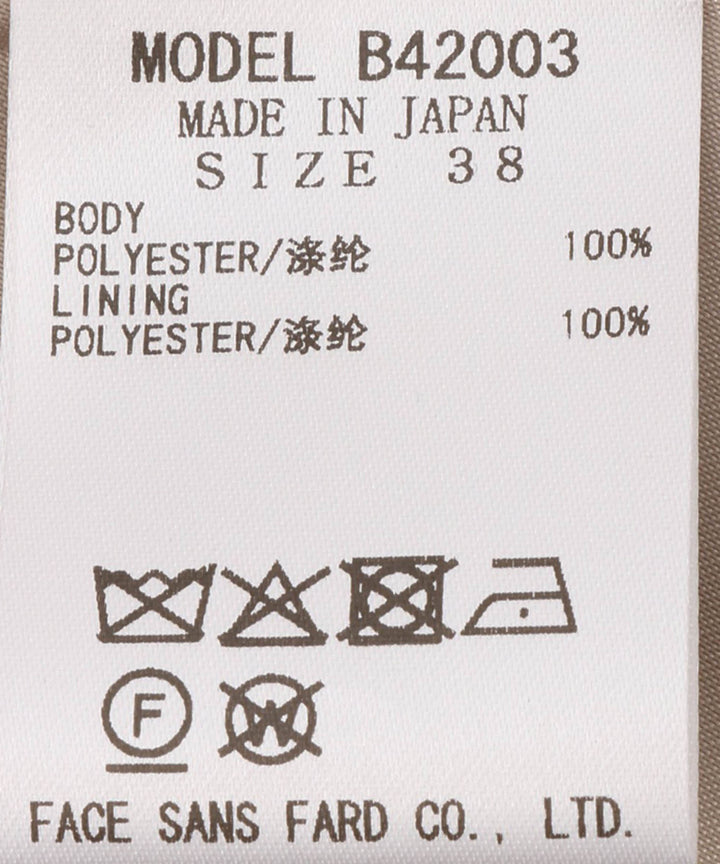 MODEL B42003
MADE IN JAPAN
SIZE 38
BODY
POLYESTER/涤纶 100%
LINING
POLYESTER/涤纶 100%
F W
FACE SANS FARD CO., LTD.